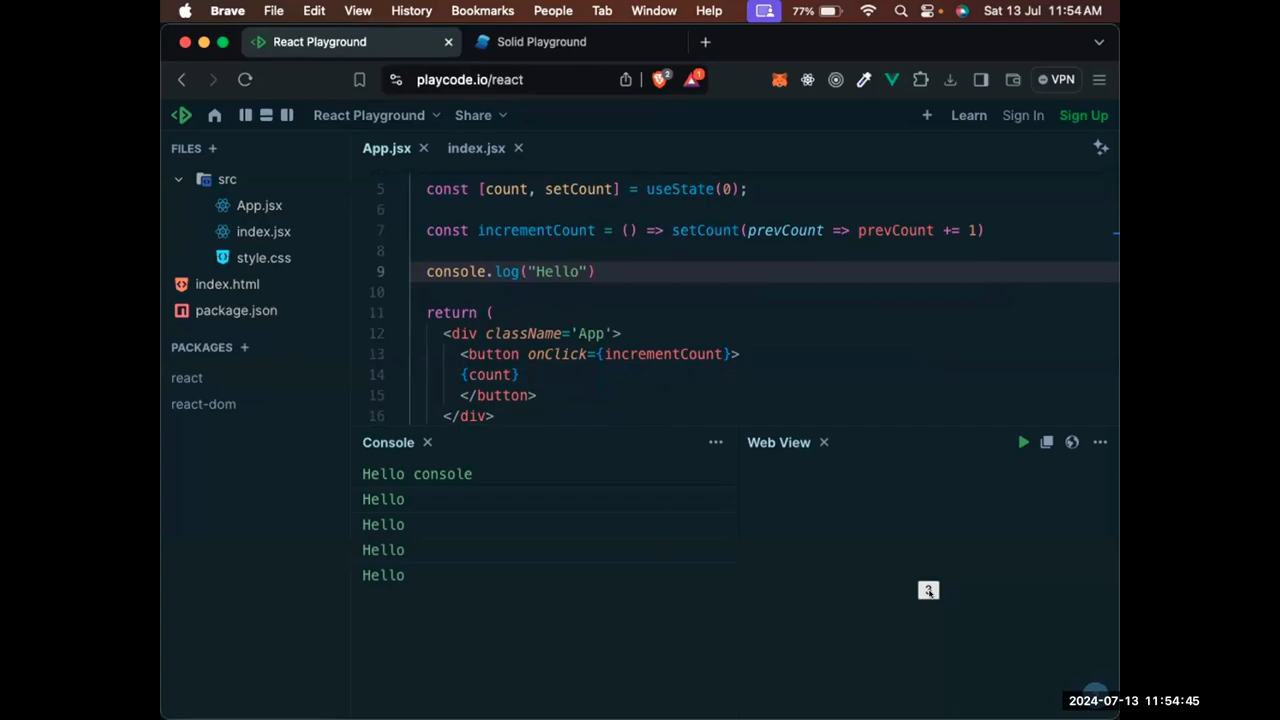 Brave File Edit View History Bookmarks People Tab Window Help 77% Sat 13 Jul 11:54 AM
React Playground Solid Playground
playcode.io/react 2 1 VPN
React Playground Share Learn Sign In Sign Up
FILES
App.jsx index.jsx
src
App.jsx
index.jsx
style.css
index.html
package.json
PACKAGES
react
react-dom
5 const [count, setCount] = useState(0);
6
7 const incrementCount = () => setCount(prevCount => prevCount += 1)
8
9 console.log("Hello")
10
11 return (
12 <div className='App'>
13 <button onClick={incrementCount}>
14 {count}
15 </button>
16 </div>
Console
Hello console
Hello
Hello
Hello
Hello
Web View
2024-07-13 11:54:45